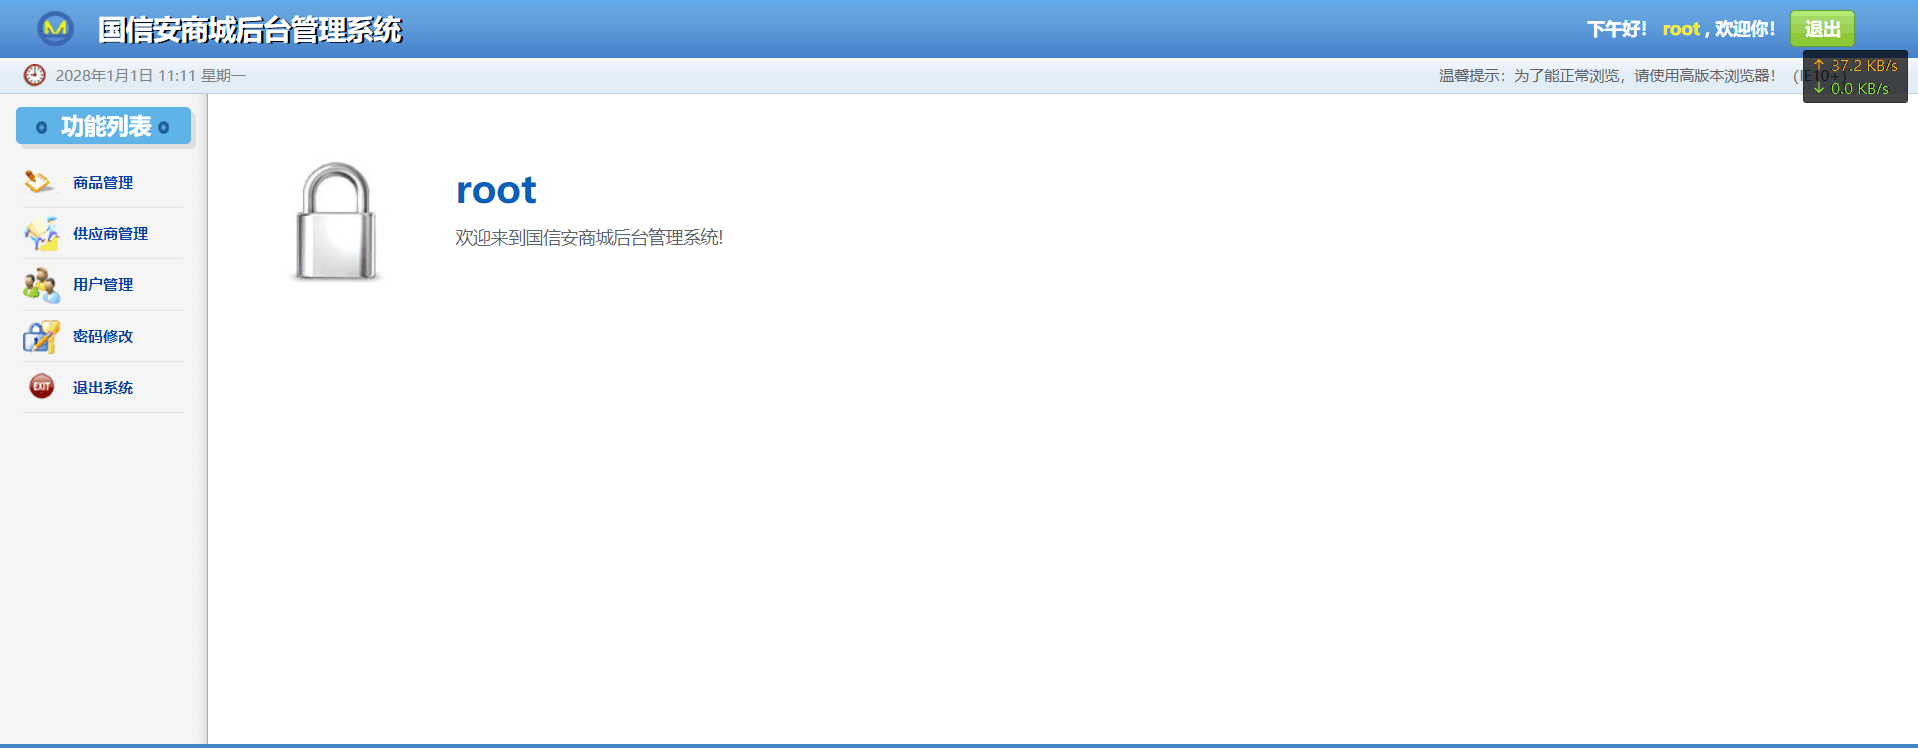 M
国信安商城后台管理系统
下午好! root , 欢迎你!
退出
2028年1月1日 11:11 星期一
温馨提示：为了能正常浏览，请使用高版本浏览器！（IE10+）
↑ 37.2 KB/s
↓ 0.0 KB/s
功能列表
商品管理
供应商管理
用户管理
密码修改
EXIT
退出系统
root
欢迎来到国信安商城后台管理系统!